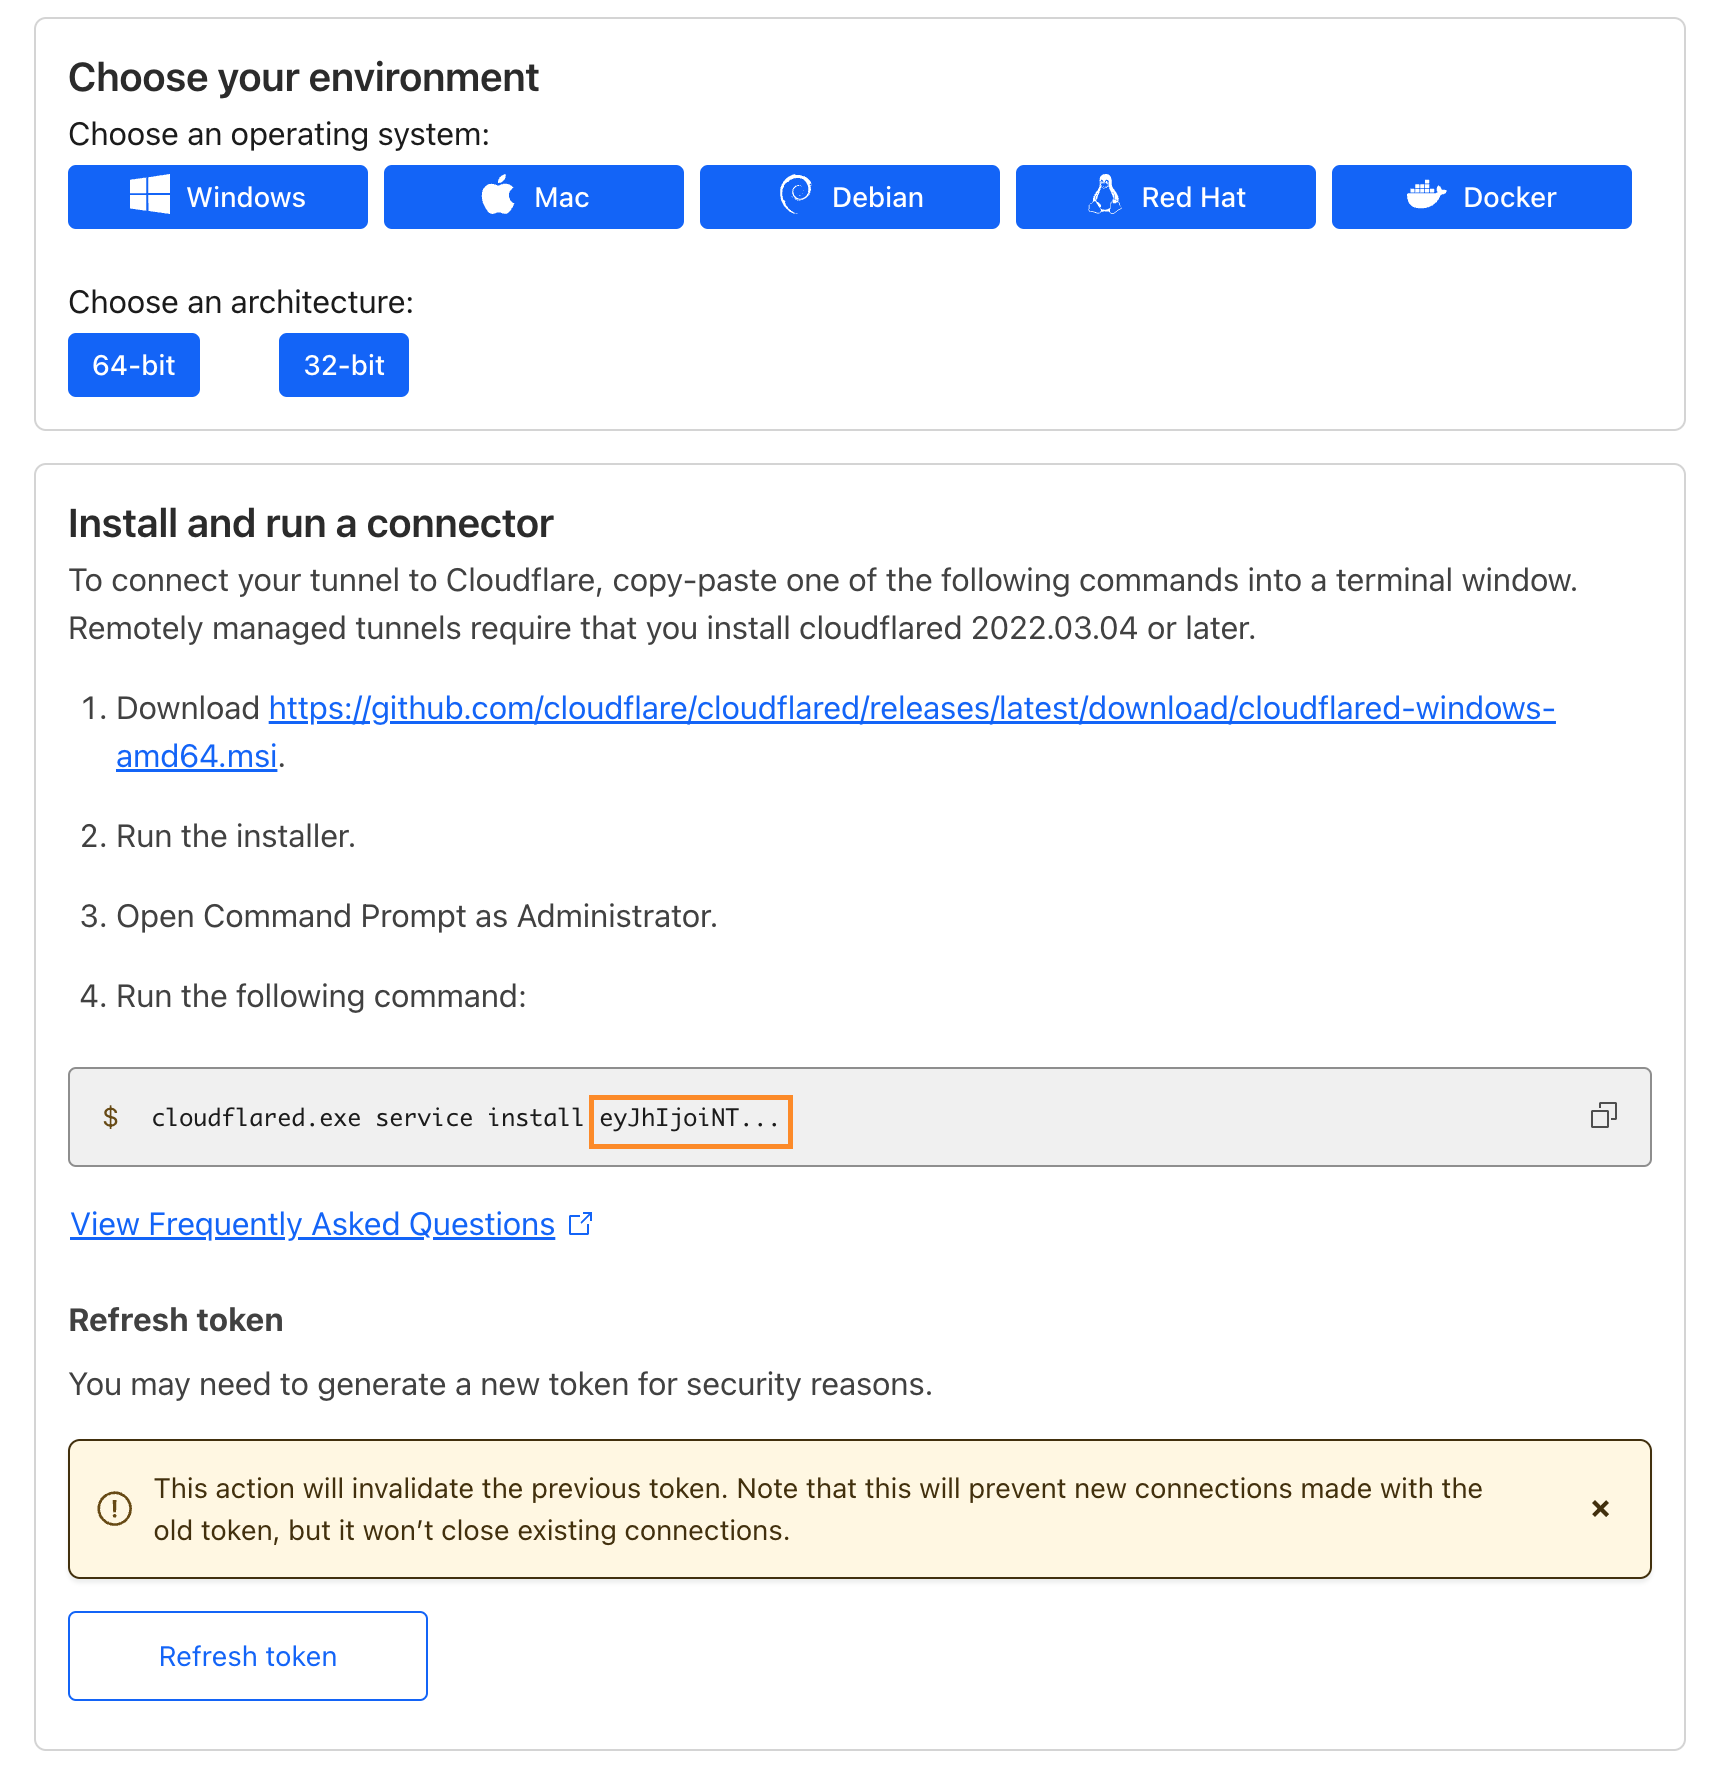 Choose your environment
Choose an operating system:
Windows
Mac
Debian
Red Hat
Docker
Choose an architecture:
64-bit
32-bit
Install and run a connector
To connect your tunnel to Cloudflare, copy-paste one of the following commands into a terminal window.
Remotely managed tunnels require that you install cloudflared 2022.03.04 or later.
1. Download https://github.com/cloudflare/cloudflared/releases/latest/download/cloudflared-windows-
amd64.msi.
2. Run the installer.
3. Open Command Prompt as Administrator.
4. Run the following command:
$ cloudflared.exe service install eyJhIjoiNT...
View Frequently Asked Questions
Refresh token
You may need to generate a new token for security reasons.
This action will invalidate the previous token. Note that this will prevent new connections made with the
old token, but it won’t close existing connections.
Refresh token